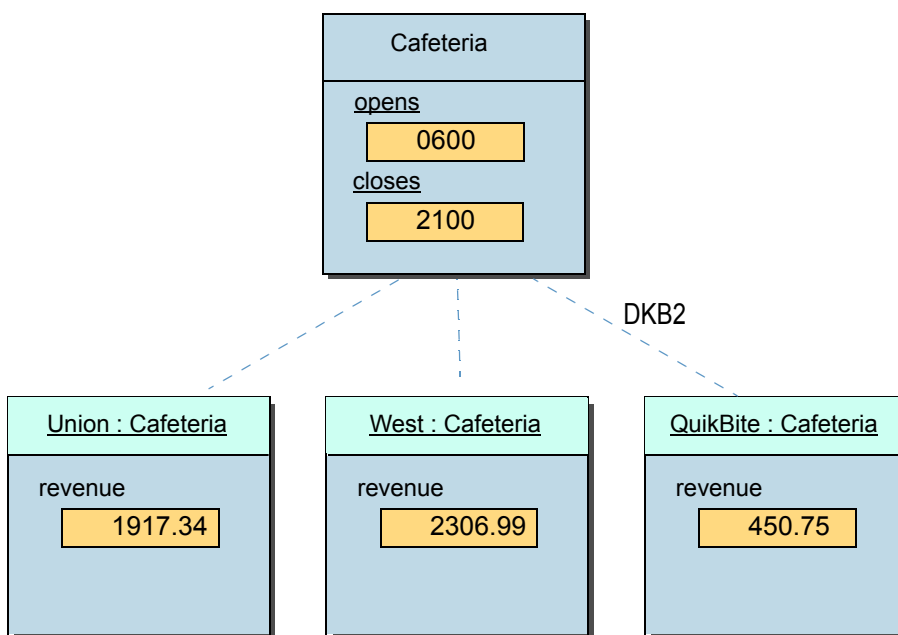 Cafeteria
opens
0600
closes
2100
DKB2
Union : Cafeteria
West : Cafeteria
QuikBite : Cafeteria
revenue
1917.34
revenue
2306.99
revenue
450.75